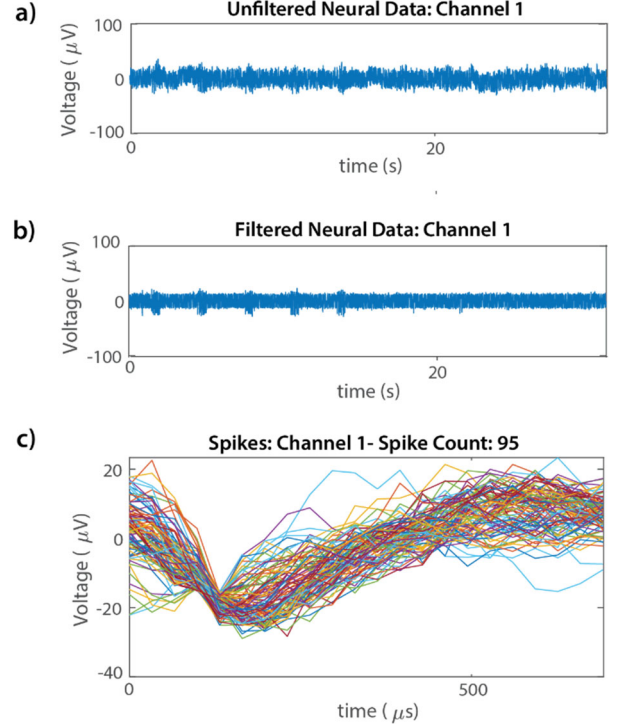 a)
Unfiltered Neural Data: Channel 1
Voltage ( μV)
100
0
-100
0
20
time (s)
b)
Filtered Neural Data: Channel 1
Voltage ( μV)
100
0
-100
0
20
time (s)
c)
Spikes: Channel 1- Spike Count: 95
Voltage ( μV)
20
0
-20
-40
0
500
time ( μs)